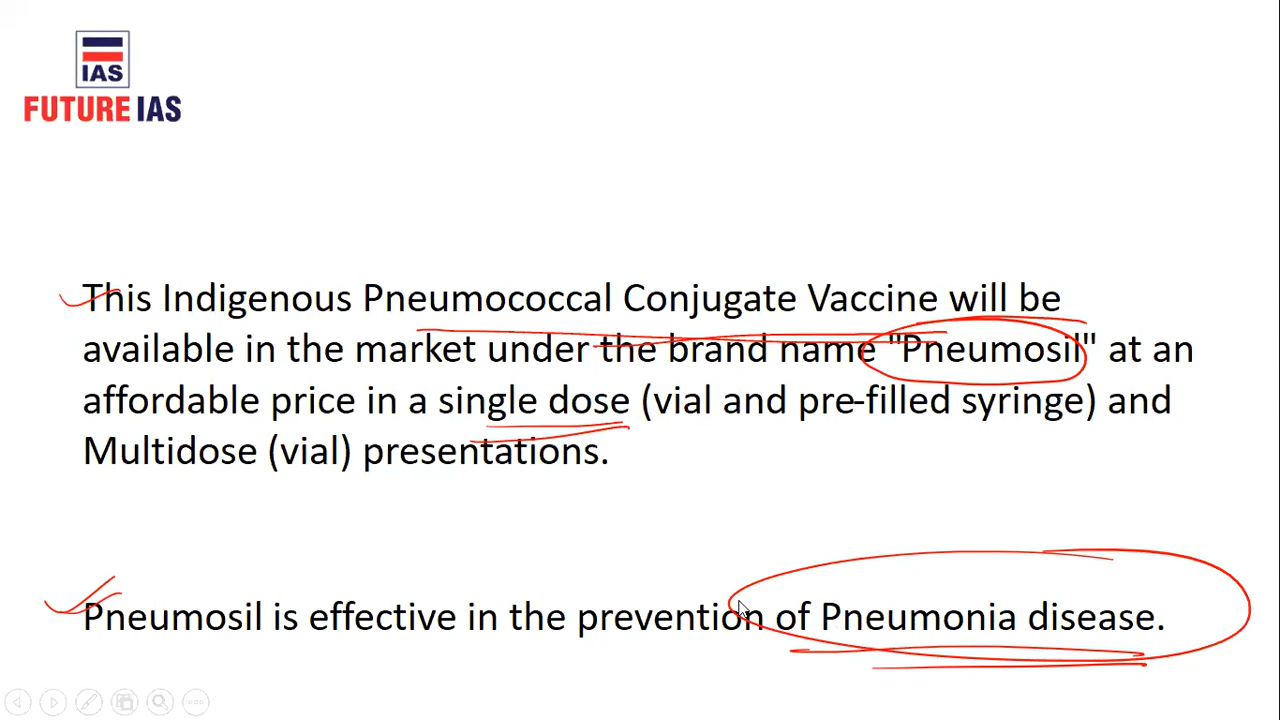 IAS
FUTURE IAS
This Indigenous Pneumococcal Conjugate Vaccine will be
available in the market under the brand name "Pneumosil" at an
affordable price in a single dose (vial and pre-filled syringe) and
Multidose (vial) presentations.
Pneumosil is effective in the prevention of Pneumonia disease.